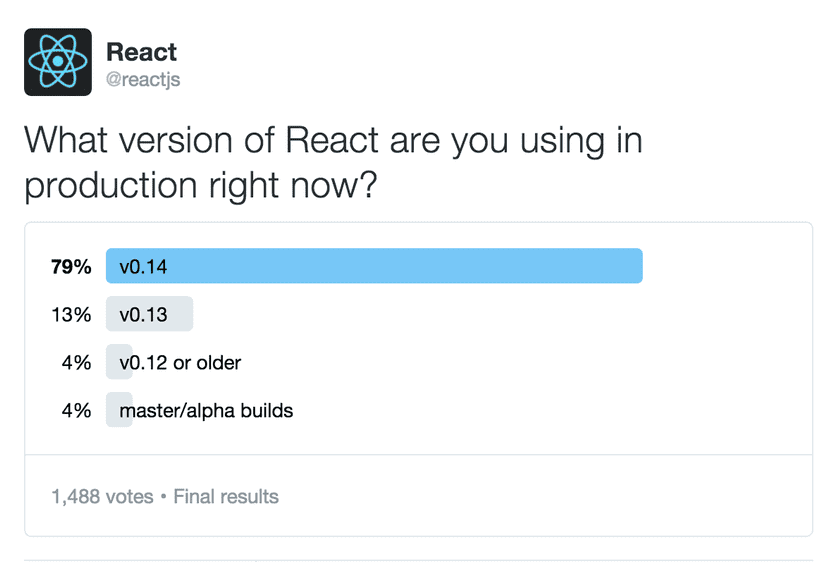 React
@reactjs
What version of React are you using in
production right now?
79% v0.14
13% v0.13
4% v0.12 or older
4% master/alpha builds
1,488 votes • Final results